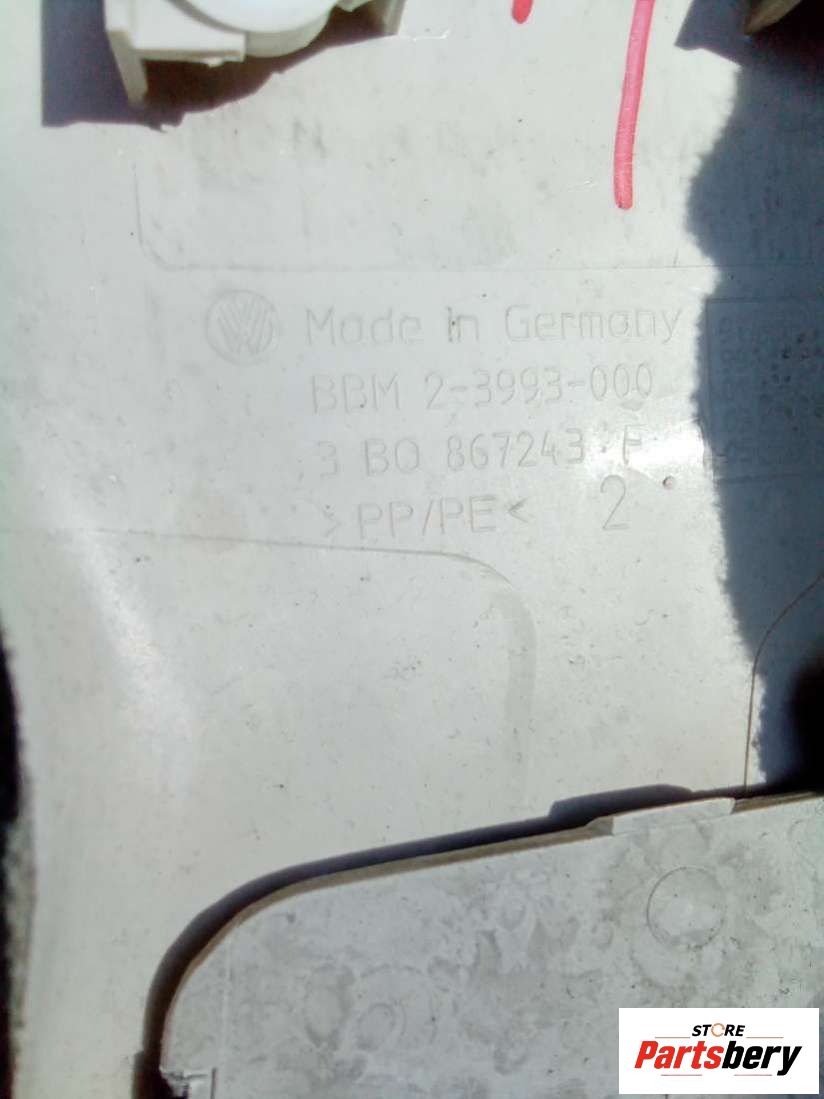 Made in Germany
BBM 2-3993-000
3 B0 867243 F
>PP/PE< 2
STORE
Partsbery